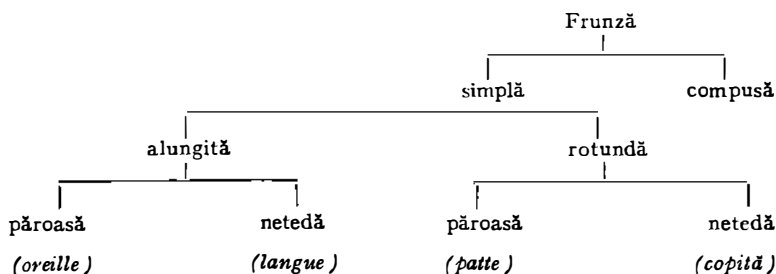 Frunză
simplă compusă
alungită rotundă
păroasă netedă păroasă netedă
(oreille) (langue) (patte) (copită)